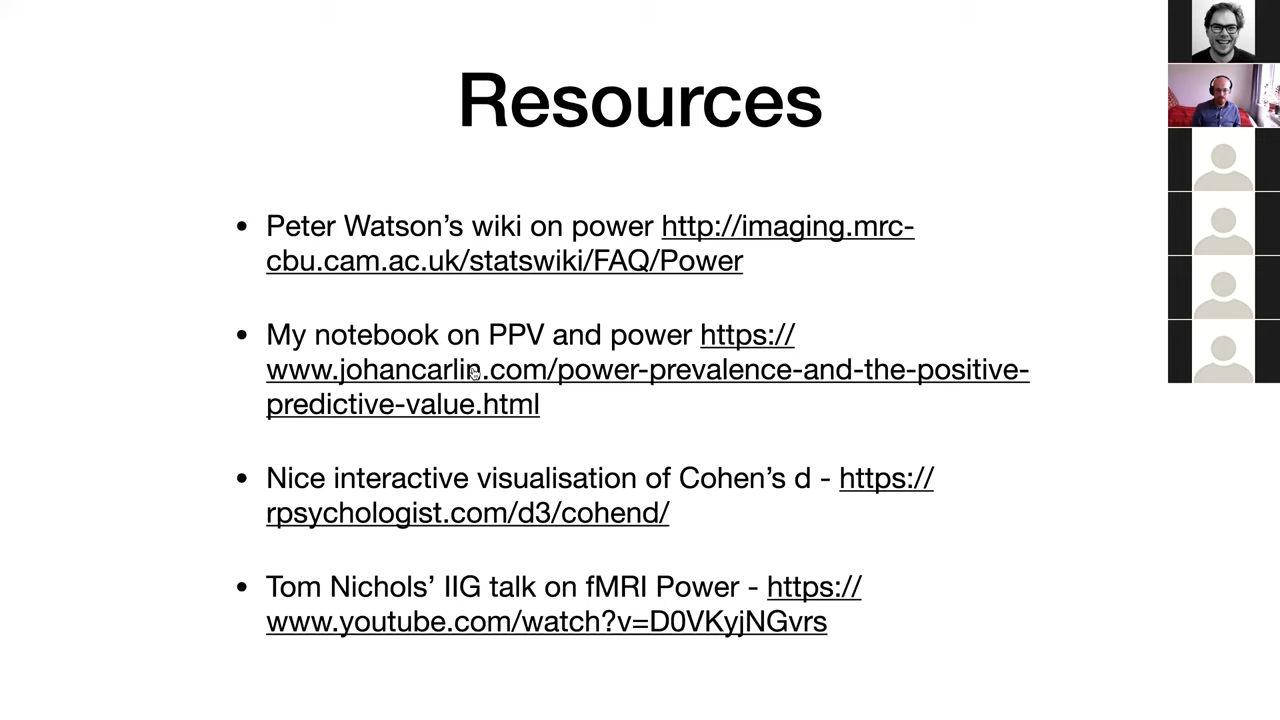 Resources
• Peter Watson’s wiki on power http://imaging.mrc-
cbu.cam.ac.uk/statswiki/FAQ/Power
• My notebook on PPV and power https://
www.johancarlin.com/power-prevalence-and-the-positive-
predictive-value.html
• Nice interactive visualisation of Cohen’s d - https://
rpsychologist.com/d3/cohend/
• Tom Nichols’ IIG talk on fMRI Power - https://
www.youtube.com/watch?v=D0VKyjNGvrs